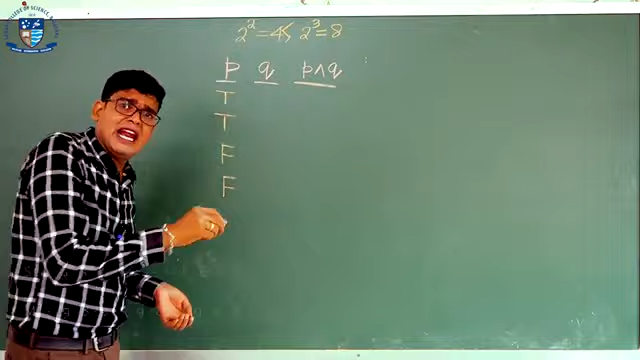 2² = 4 2³ = 8
p q p∧q
T
T
F
F